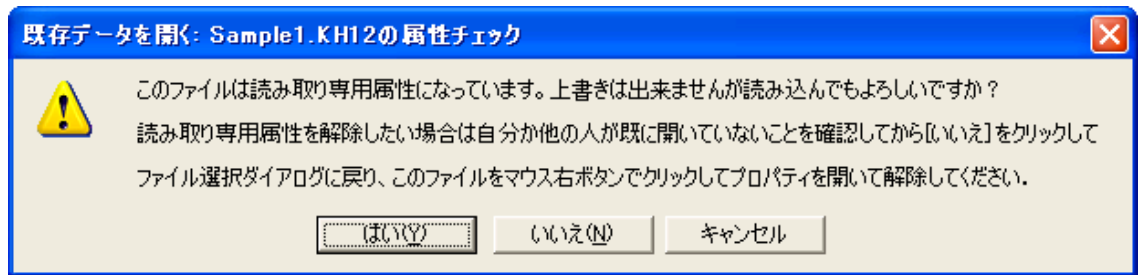 既存データを開く: Sample1.KH12の属性チェック
このファイルは読み取り専用属性になっています。上書きは出来ませんが読み込んでもよろしいですか？
読み取り専用属性を解除したい場合は自分か他の人が既に開いていないことを確認してから[いいえ]をクリックして
ファイル選択ダイアログに戻り、このファイルをマウス右ボタンでクリックしてプロパティを開いて解除してください．
はい(Y) いいえ(N) キャンセル